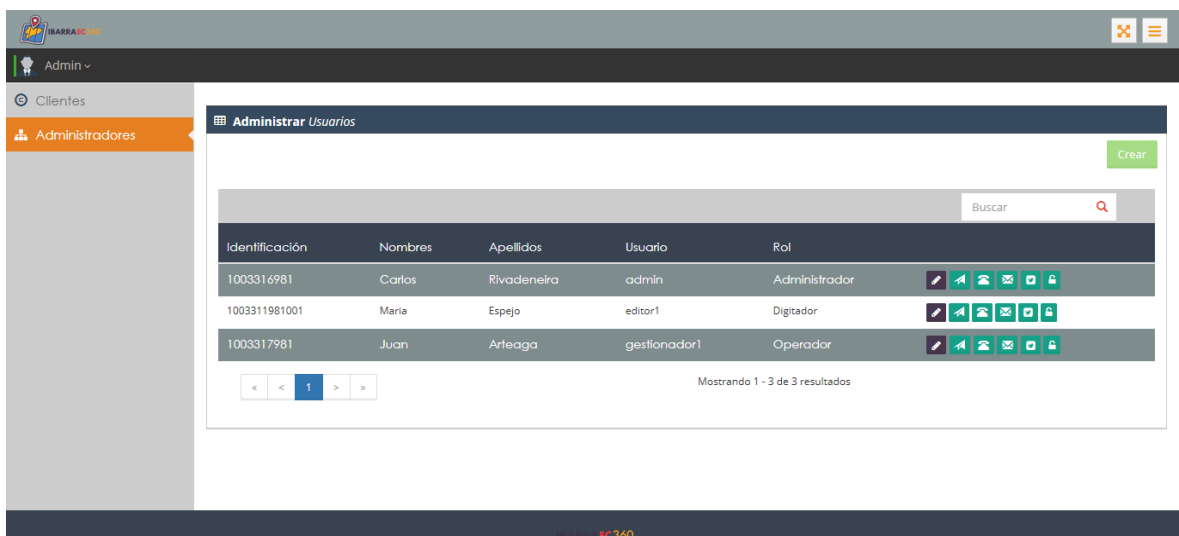 IBARRAEC360
Admin
Clientes
Administradores
Administrar Usuarios
Crear
Buscar
Identificación Nombres Apellidos Usuario Rol
1003316981 Carlos Rivadeneira admin Administrador
1003311981001 Maria Espejo editor1 Digitador
1003317981 Juan Arteaga gestionador1 Operador
« < 1 > »
Mostrando 1 - 3 de 3 resultados
EC360